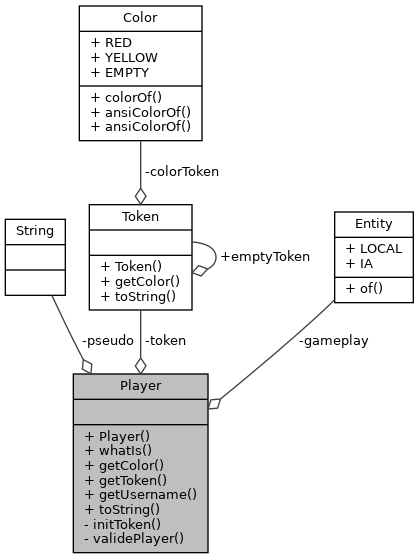 Color
+ RED
+ YELLOW
+ EMPTY
+ colorOf()
+ ansiColorOf()
+ ansiColorOf()
-colorToken
Token
+ Token()
+ getColor()
+ toString()
+emptyToken
String
Entity
+ LOCAL
+ IA
+ of()
-pseudo
-token
-gameplay
Player
+ Player()
+ whatIs()
+ getColor()
+ getToken()
+ getUsername()
+ toString()
- initToken()
- validePlayer()